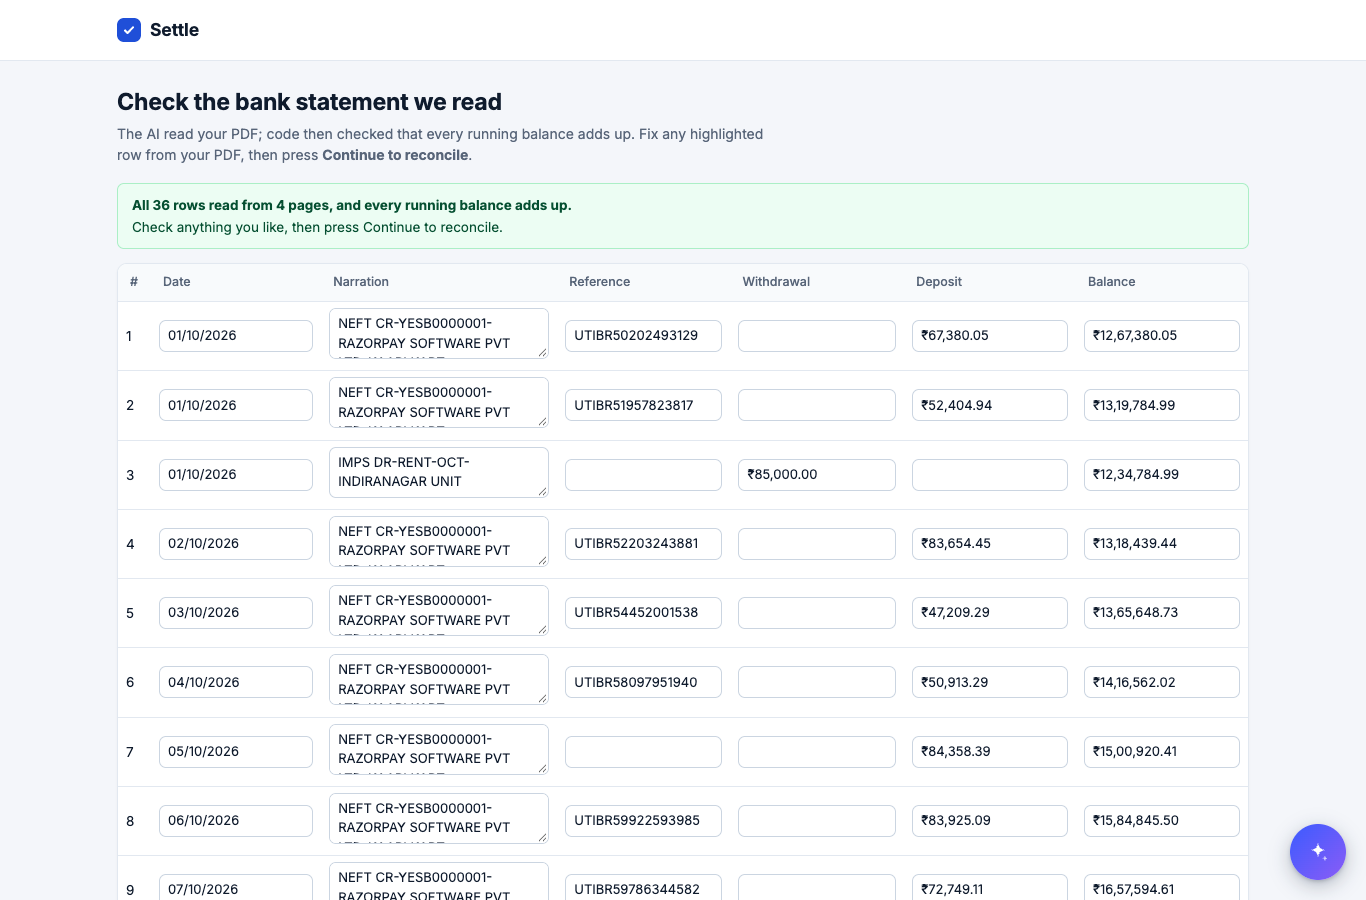 Settle
Check the bank statement we read
The AI read your PDF; code then checked that every running balance adds up. Fix any highlighted
row from your PDF, then press Continue to reconcile.
All 36 rows read from 4 pages, and every running balance adds up.
Check anything you like, then press Continue to reconcile.
# Date Narration Reference Withdrawal Deposit Balance
1 01/10/2026 NEFT CR-YESB0000001-
RAZORPAY SOFTWARE PVT UTIBR50202493129 ₹67,380.05 ₹12,67,380.05
2 01/10/2026 NEFT CR-YESB0000001-
RAZORPAY SOFTWARE PVT UTIBR51957823817 ₹52,404.94 ₹13,19,784.99
3 01/10/2026 IMPS DR-RENT-OCT-
INDIRANAGAR UNIT ₹85,000.00 ₹12,34,784.99
4 02/10/2026 NEFT CR-YESB0000001-
RAZORPAY SOFTWARE PVT UTIBR52203243881 ₹83,654.45 ₹13,18,439.44
5 03/10/2026 NEFT CR-YESB0000001-
RAZORPAY SOFTWARE PVT UTIBR54452001538 ₹47,209.29 ₹13,65,648.73
6 04/10/2026 NEFT CR-YESB0000001-
RAZORPAY SOFTWARE PVT UTIBR58097951940 ₹50,913.29 ₹14,16,562.02
7 05/10/2026 NEFT CR-YESB0000001-
RAZORPAY SOFTWARE PVT ₹84,358.39 ₹15,00,920.41
8 06/10/2026 NEFT CR-YESB0000001-
RAZORPAY SOFTWARE PVT UTIBR59922593985 ₹83,925.09 ₹15,84,845.50
9 07/10/2026 NEFT CR-YESB0000001-
RAZORPAY SOFTWARE PVT UTIBR59786344582 ₹72,749.11 ₹16,57,594.61